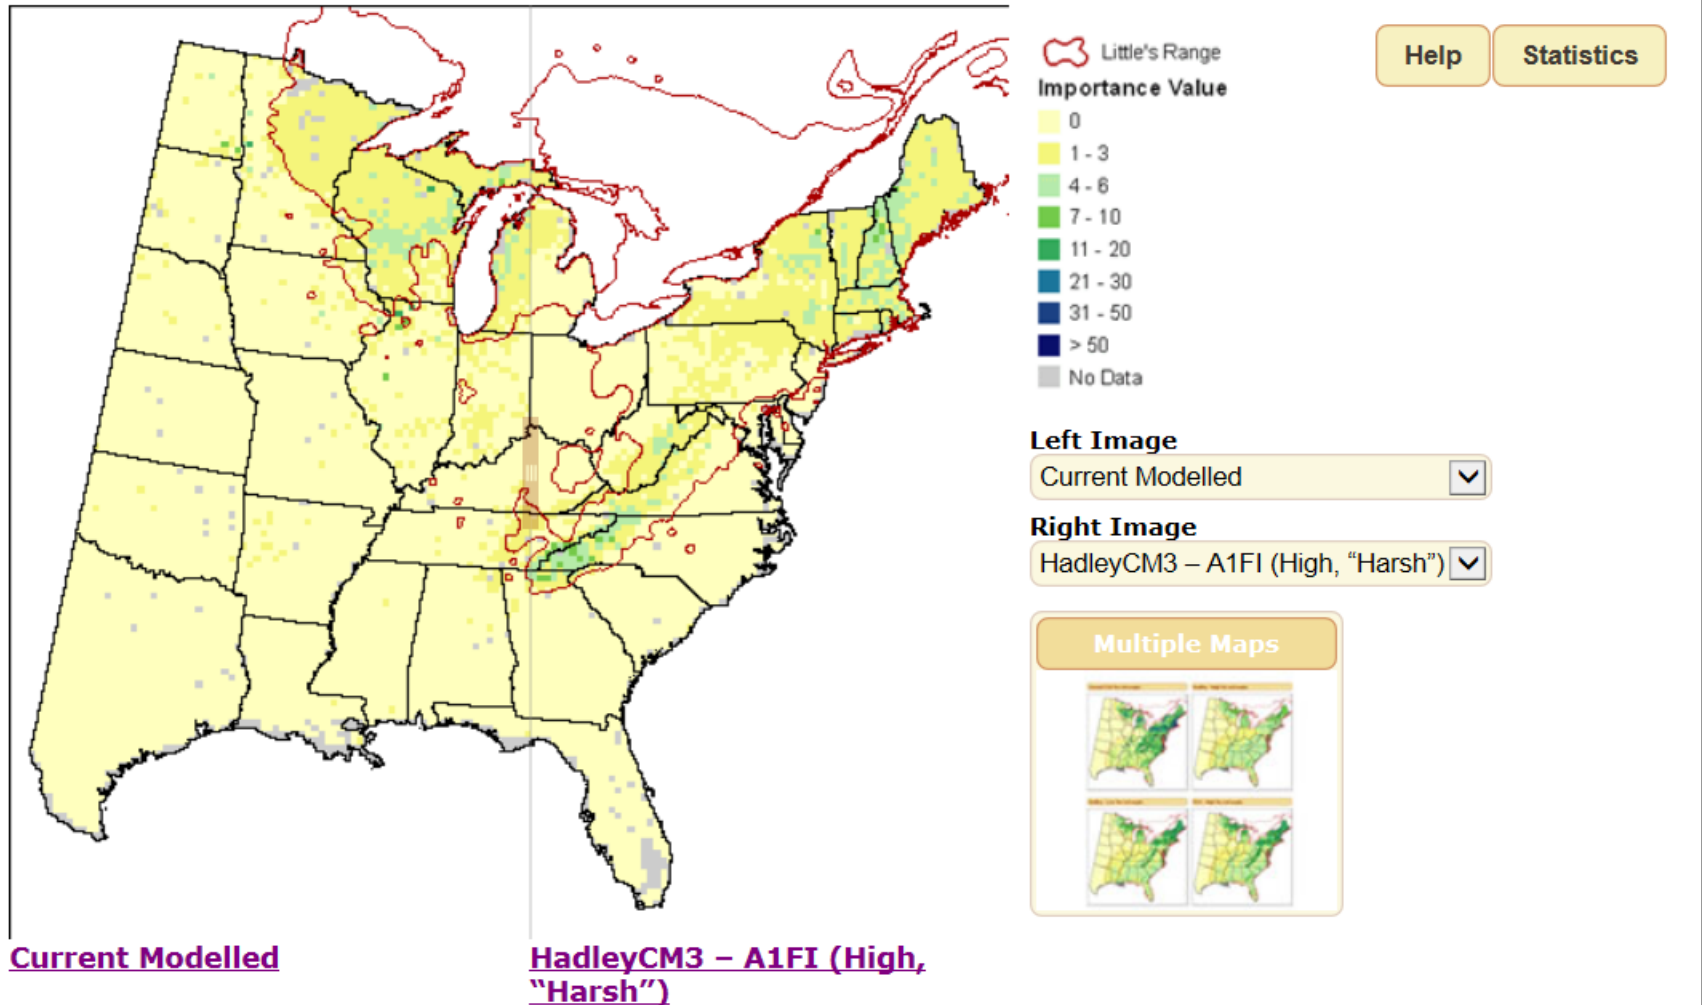 Little's Range
Importance Value
0
1 - 3
4 - 6
7 - 10
11 - 20
21 - 30
31 - 50
> 50
No Data
Help
Statistics
Left Image
Current Modelled
Right Image
HadleyCM3 – A1FI (High, “Harsh”)
Multiple Maps
Current Modelled
HadleyCM3 – A1FI (High,
“Harsh”)